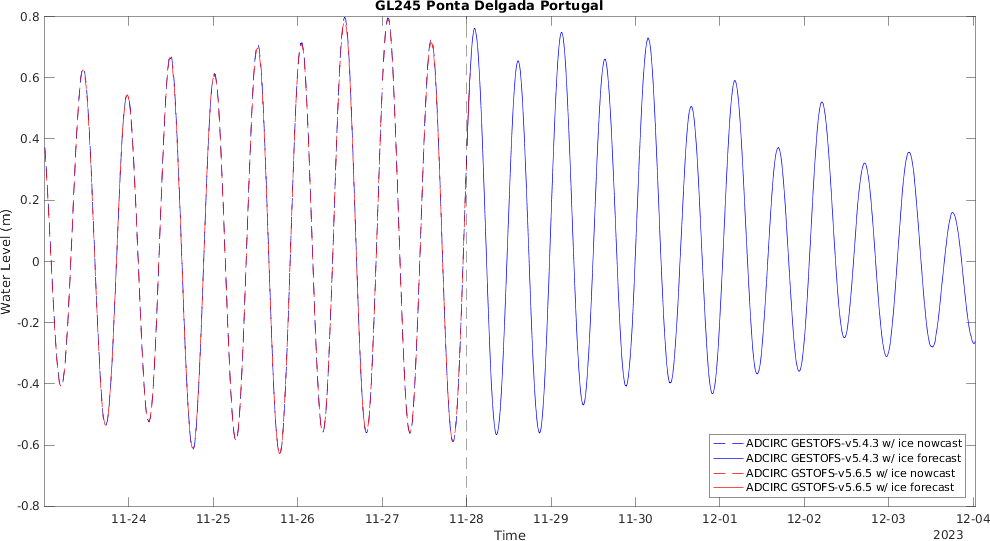 GL245 Ponta Delgada Portugal
0.8
0.6
0.4
0.2
0
-0.2
-0.4
-0.6
-0.8
Water Level (m)
ADCIRC GESTOFS-v5.4.3 w/ ice nowcast
ADCIRC GESTOFS-v5.4.3 w/ ice forecast
ADCIRC GSTOFS-v5.6.5 w/ ice nowcast
ADCIRC GSTOFS-v5.6.5 w/ ice forecast
11-24 11-25 11-26 11-27 11-28 11-29 11-30 12-01 12-02 12-03 12-04
Time
2023